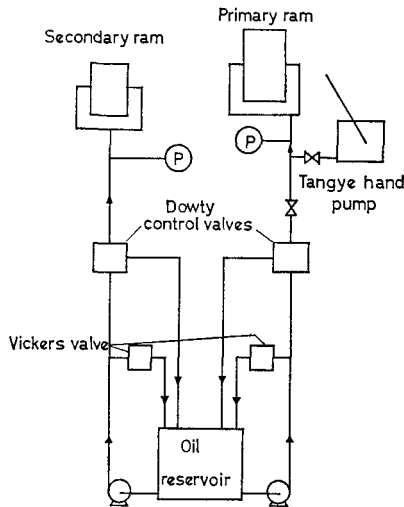 Primary ram
Secondary ram
P
P
Tangye hand
pump
Dowty
control valves
Vickers valve
Oil
reservoir